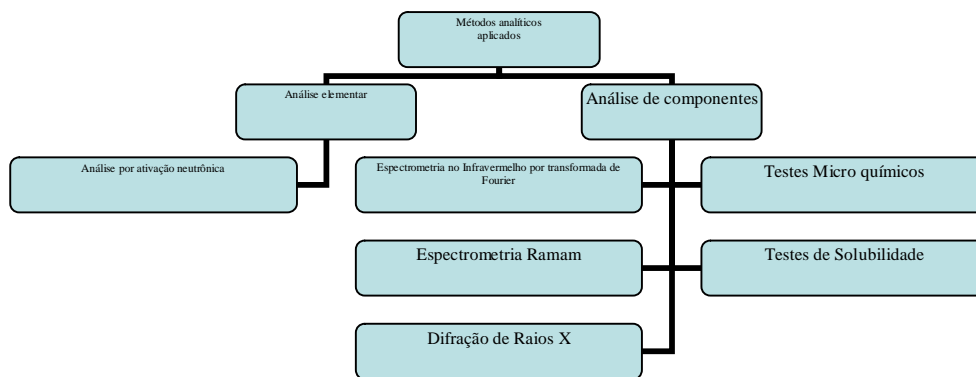 Métodos analíticos
aplicados
Análise elementar
Análise de componentes
Análise por ativação neutrônica
Espectrometria no Infravermelho por transformada de
Fourier
Testes Micro químicos
Espectrometria Ramam
Testes de Solubilidade
Difração de Raios X